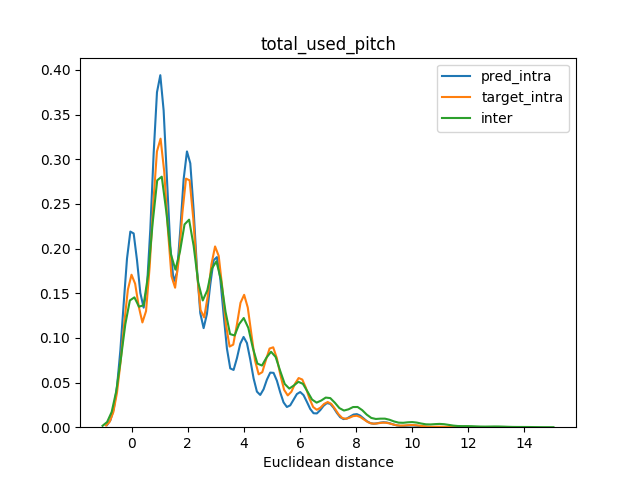 total_used_pitch
pred_intra
target_intra
inter
0.40
0.35
0.30
0.25
0.20
0.15
0.10
0.05
0.00
0 2 4 6 8 10 12 14
Euclidean distance